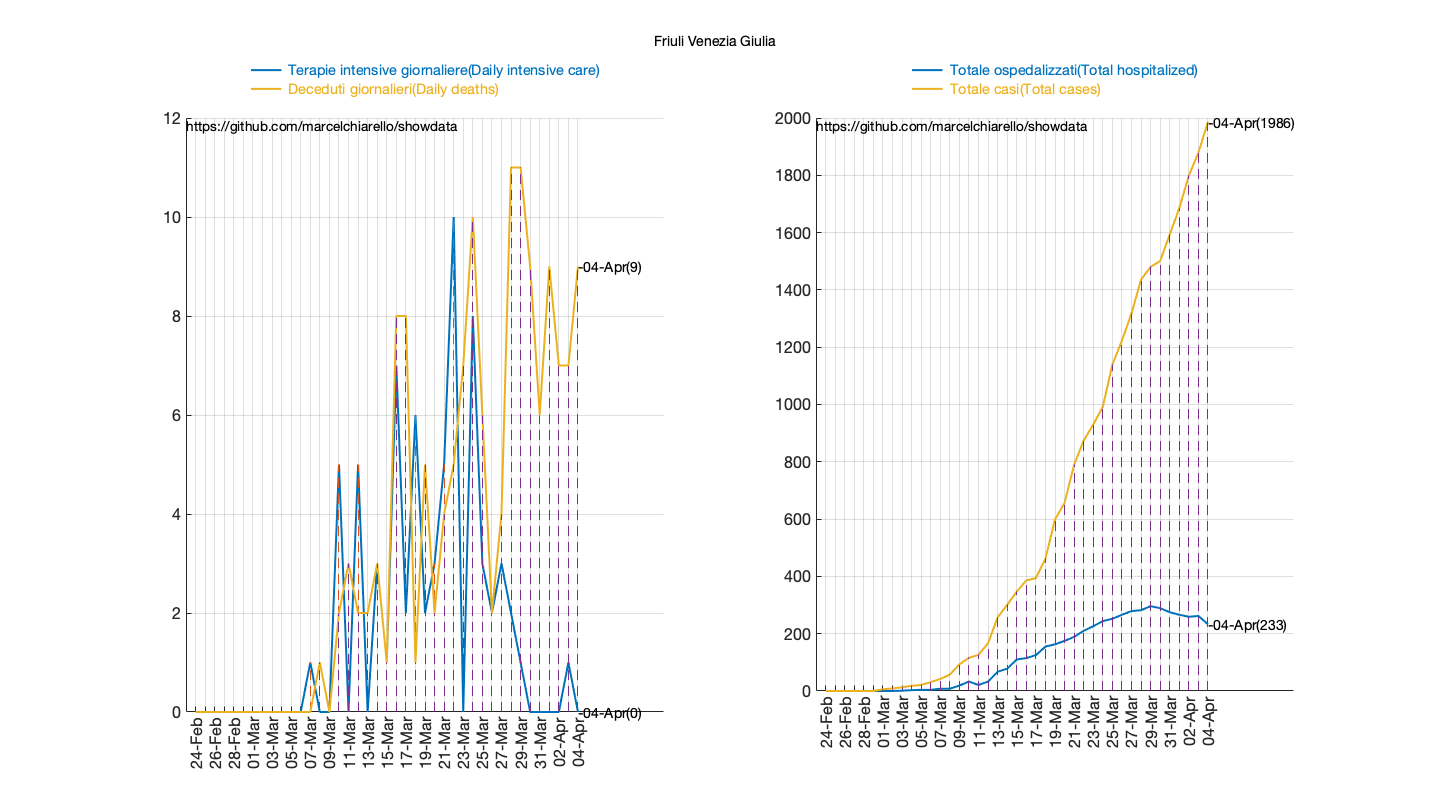 Friuli Venezia Giulia
Terapie intensive giornaliere(Daily intensive care)
Deceduti giornalieri(Daily deaths)
https://github.com/marcelchiarello/showdata
12
10
8
6
4
2
0
-04-Apr(9)
-04-Apr(0)
24-Feb
26-Feb
28-Feb
01-Mar
03-Mar
05-Mar
07-Mar
09-Mar
11-Mar
13-Mar
15-Mar
17-Mar
19-Mar
21-Mar
23-Mar
25-Mar
27-Mar
29-Mar
31-Mar
02-Apr
04-Apr
Totale ospedalizzati(Total hospitalized)
Totale casi(Total cases)
https://github.com/marcelchiarello/showdata
2000
1800
1600
1400
1200
1000
800
600
400
200
0
-04-Apr(1986)
-04-Apr(233)
24-Feb
26-Feb
28-Feb
01-Mar
03-Mar
05-Mar
07-Mar
09-Mar
11-Mar
13-Mar
15-Mar
17-Mar
19-Mar
21-Mar
23-Mar
25-Mar
27-Mar
29-Mar
31-Mar
02-Apr
04-Apr